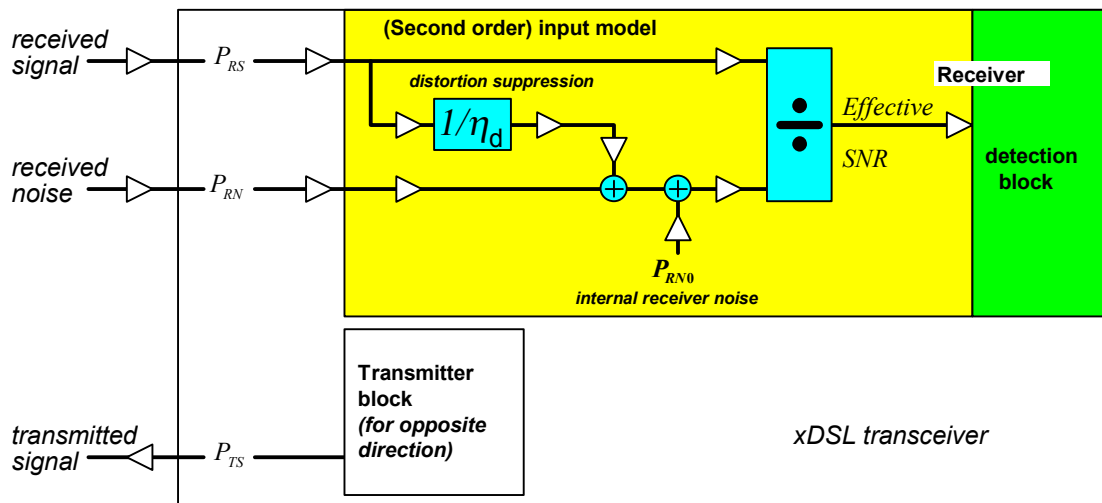 (Second order) input model
received
signal
P_RS
distortion suppression
1/η_d
÷
Effective
SNR
Receiver
detection
block
received
noise
P_RN
+
+
P_RN0
internal receiver noise
Transmitter
block
(for opposite
direction)
transmitted
signal
P_TS
xDSL transceiver